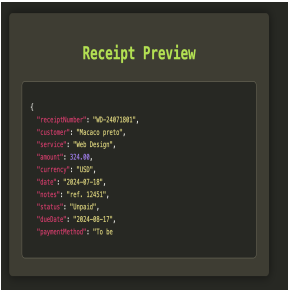 Receipt Preview
{
"receiptNumber": "WD-24071801",
"customer": "Macaco preto",
"service": "Web Design",
"amount": 324.00,
"currency": "USD",
"date": "2024-07-18",
"notes": "ref. 12451",
"status": "Unpaid",
"dueDate": "2024-08-17",
"paymentMethod": "To be